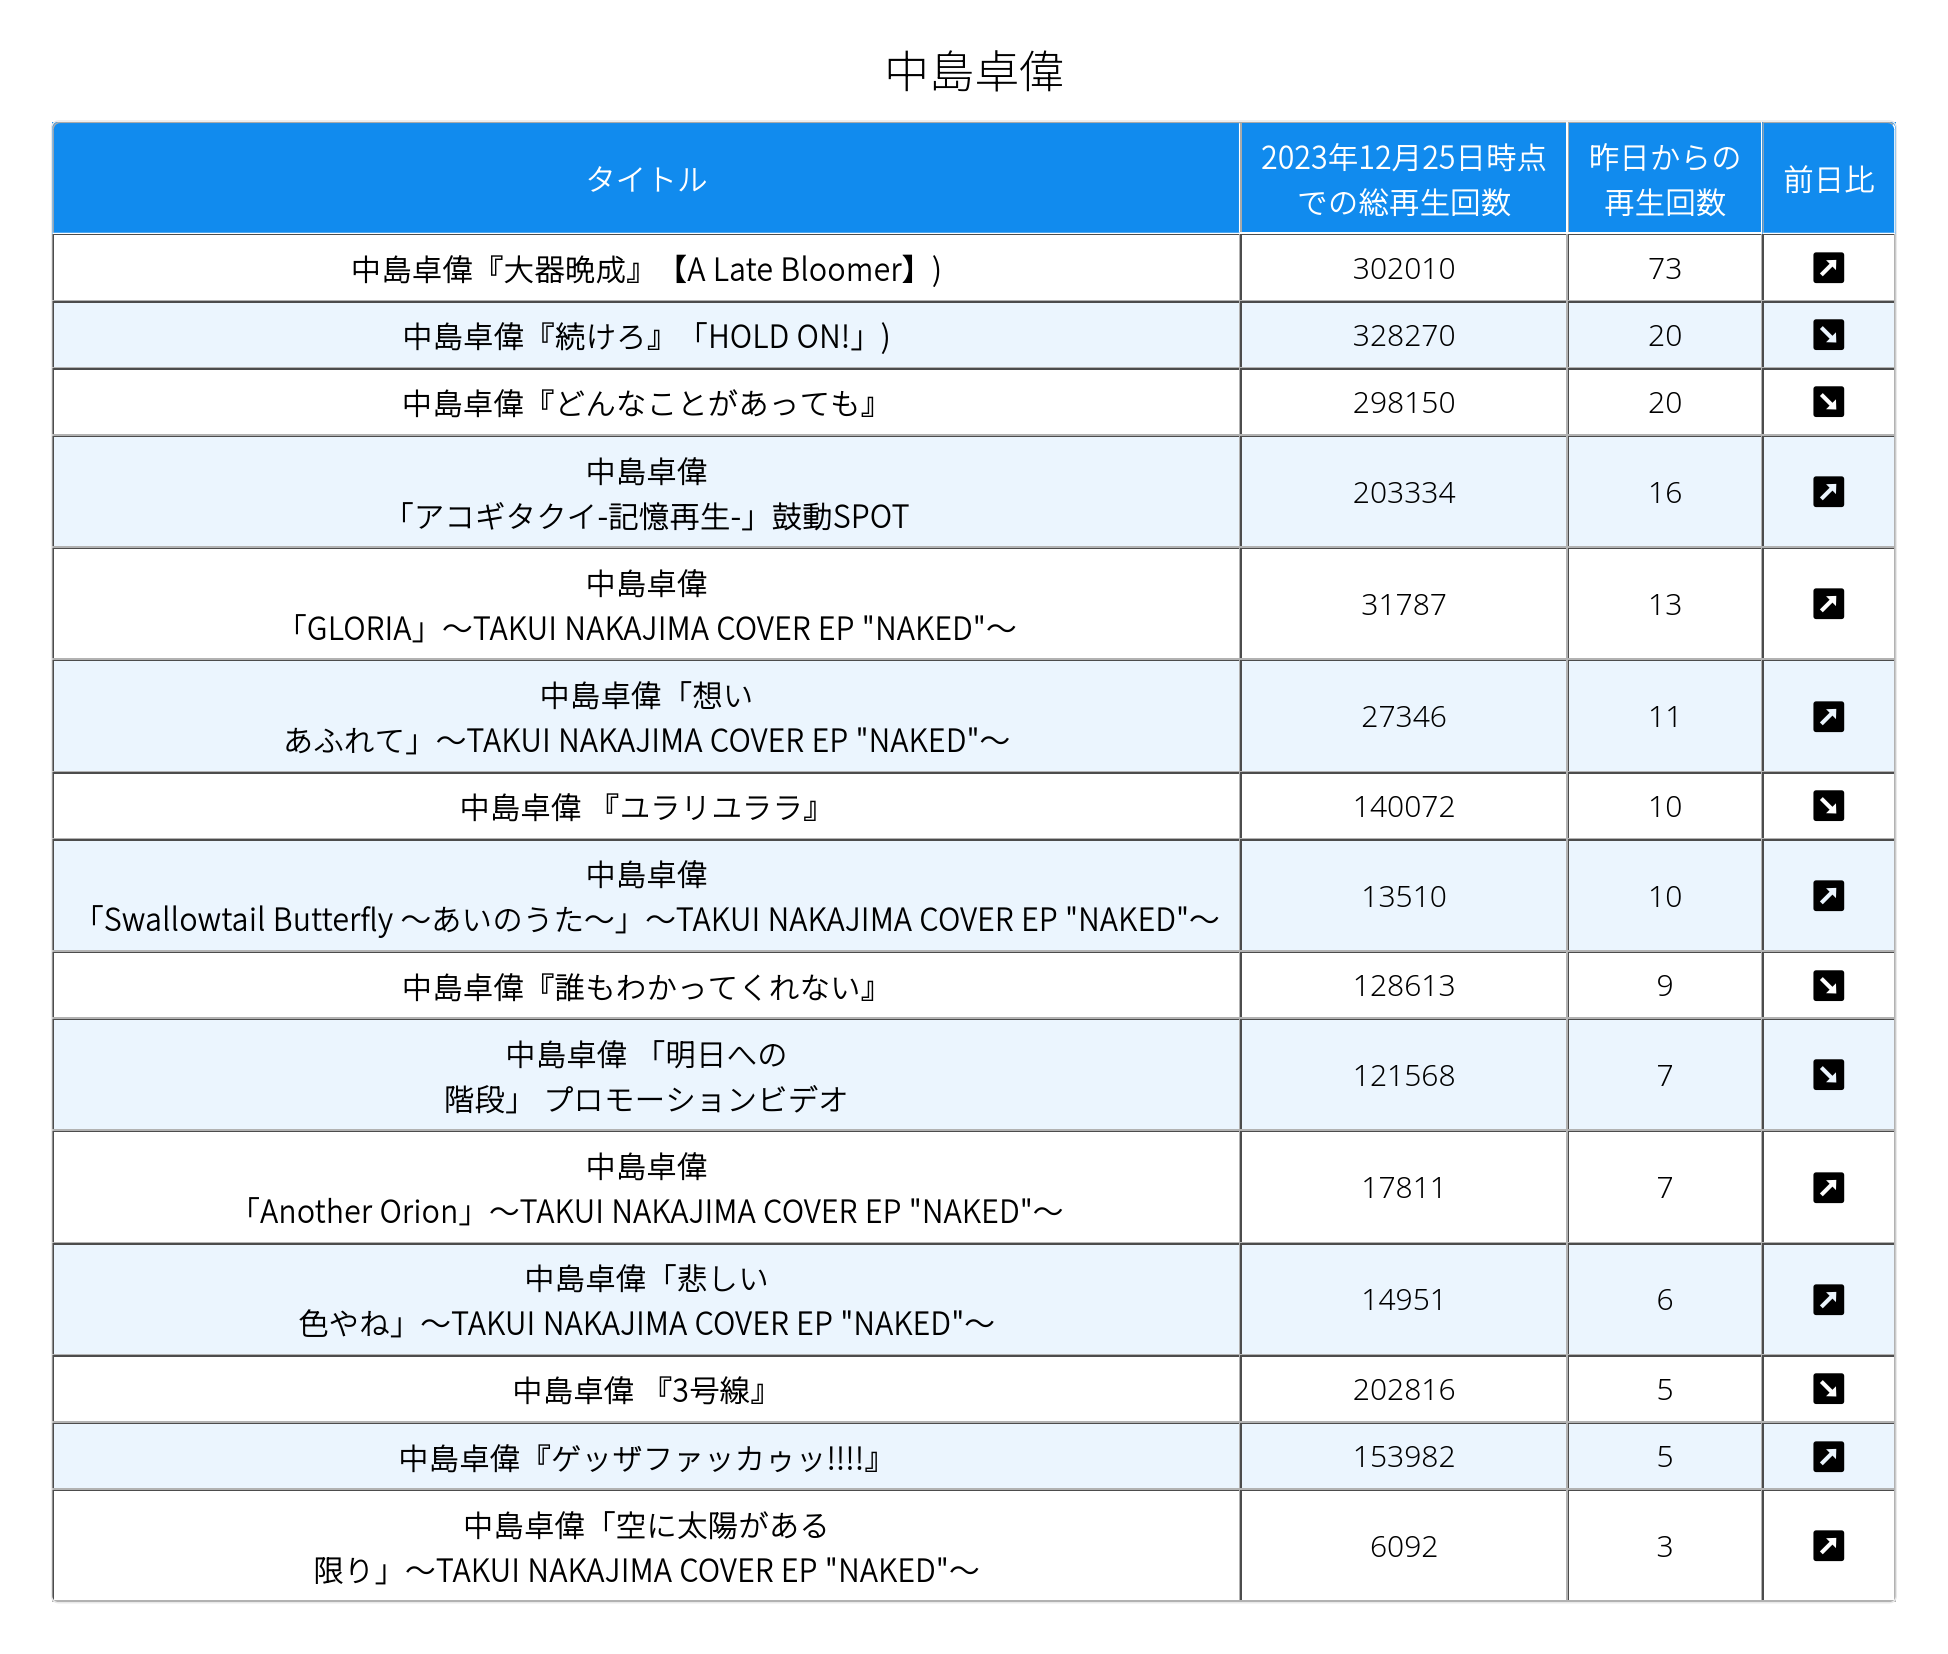 中島卓偉
タイトル
2023年12月25日時点
での総再生回数
昨日からの
再生回数
前日比
中島卓偉『大器晩成』【A Late Bloomer】)
302010
73
中島卓偉『続けろ』「HOLD ON!」)
328270
20
中島卓偉『どんなことがあっても』
298150
20
中島卓偉
「アコギタクイ-記憶再生-」鼓動SPOT
203334
16
中島卓偉
「GLORIA」〜TAKUI NAKAJIMA COVER EP "NAKED"〜
31787
13
中島卓偉「想い
あふれて」〜TAKUI NAKAJIMA COVER EP "NAKED"〜
27346
11
中島卓偉 『ユラリユララ』
140072
10
中島卓偉
「Swallowtail Butterfly 〜あいのうた〜」〜TAKUI NAKAJIMA COVER EP "NAKED"〜
13510
10
中島卓偉『誰もわかってくれない』
128613
9
中島卓偉 「明日への
階段」 プロモーションビデオ
121568
7
中島卓偉
「Another Orion」〜TAKUI NAKAJIMA COVER EP "NAKED"〜
17811
7
中島卓偉「悲しい
色やね」〜TAKUI NAKAJIMA COVER EP "NAKED"〜
14951
6
中島卓偉 『3号線』
202816
5
中島卓偉『ゲッザファッカゥッ!!!!』
153982
5
中島卓偉「空に太陽がある
限り」〜TAKUI NAKAJIMA COVER EP "NAKED"〜
6092
3